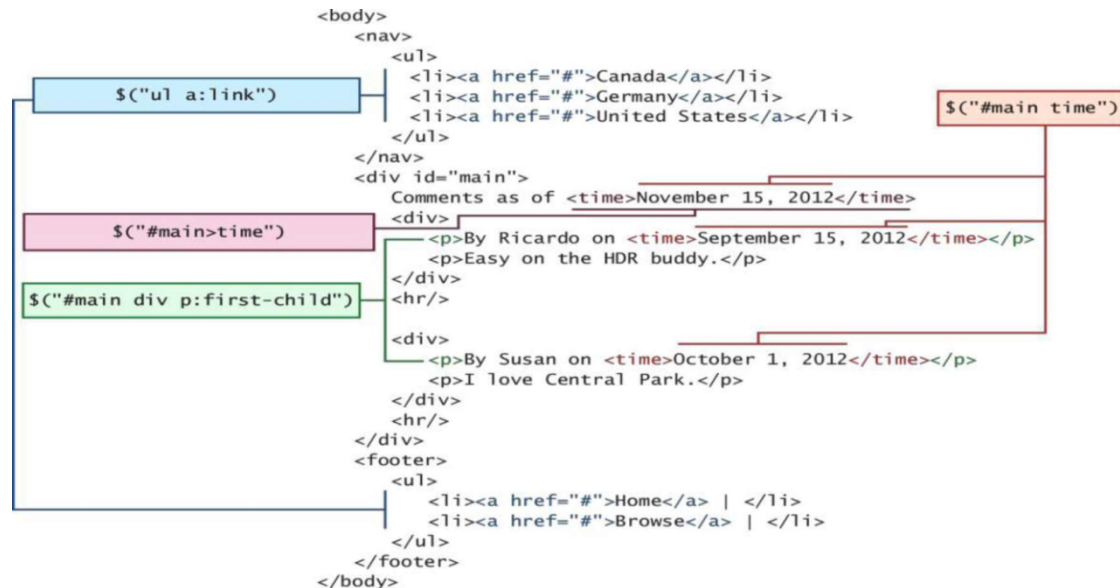 <body>
<nav>
<ul>
<li><a href="#">Canada</a></li>
$("ul a:link")
<li><a href="#">Germany</a></li>
$("#main time")
<li><a href="#">United States</a></li>
</ul>
</nav>
<div id="main">
Comments as of <time>November 15, 2012</time>
<div>
$("#main>time")
<p>By Ricardo on <time>September 15, 2012</time></p>
<p>Easy on the HDR buddy.</p>
</div>
$("#main div p:first-child")
<hr/>
<div>
<p>By Susan on <time>October 1, 2012</time></p>
<p>I love Central Park.</p>
</div>
<hr/>
</div>
<footer>
<ul>
<li><a href="#">Home</a> | </li>
<li><a href="#">Browse</a> | </li>
</ul>
</footer>
</body>